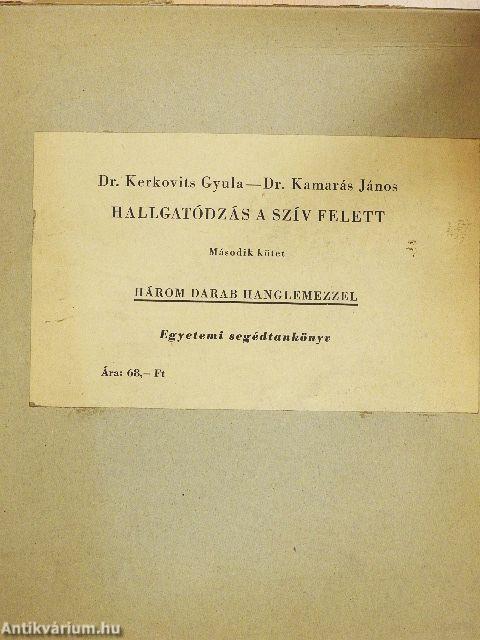 Dr. Kerkovits Gyula—Dr. Kamarás János
HALLGATÓDZÁS A SZÍV FELETT
Második kötet
HÁROM DARAB HANGLEMEZZEL
Egyetemi segédtankönyv
Ára: 68,– Ft
Antikvárium.hu